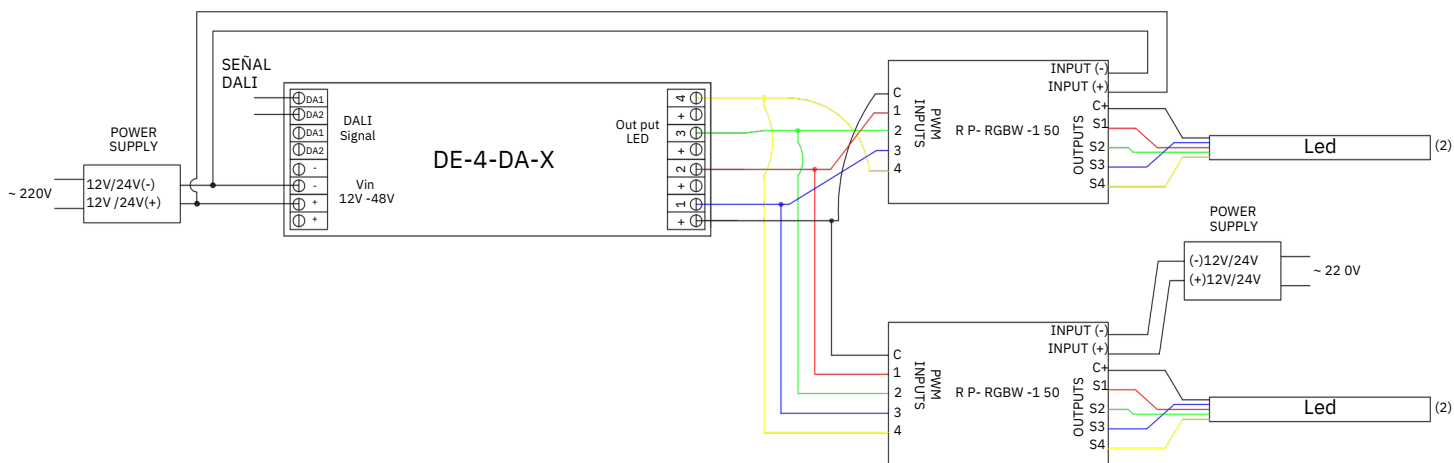 SEÑAL
DALI
POWER
SUPPLY
~ 220V
12V/24V(-)
12V /24V(+)
DA1
DA2
DA1
DA2
-
-
+
+
DALI
Signal
Vin
12V -48V
DE-4-DA-X
Out put
LED
4
+
3
+
2
+
1
+
C
1
2
3
4
PWM
INPUTS
R P- RGBW -1 50
INPUT (-)
INPUT (+)
C+
S1
S2
S3
S4
OUTPUTS
Led
(2)
POWER
SUPPLY
(-)12V/24V
(+)12V/24V
~ 22 0V
C
1
2
3
4
PWM
INPUTS
R P- RGBW -1 50
INPUT (-)
INPUT (+)
C+
S1
S2
S3
S4
OUTPUTS
Led
(2)